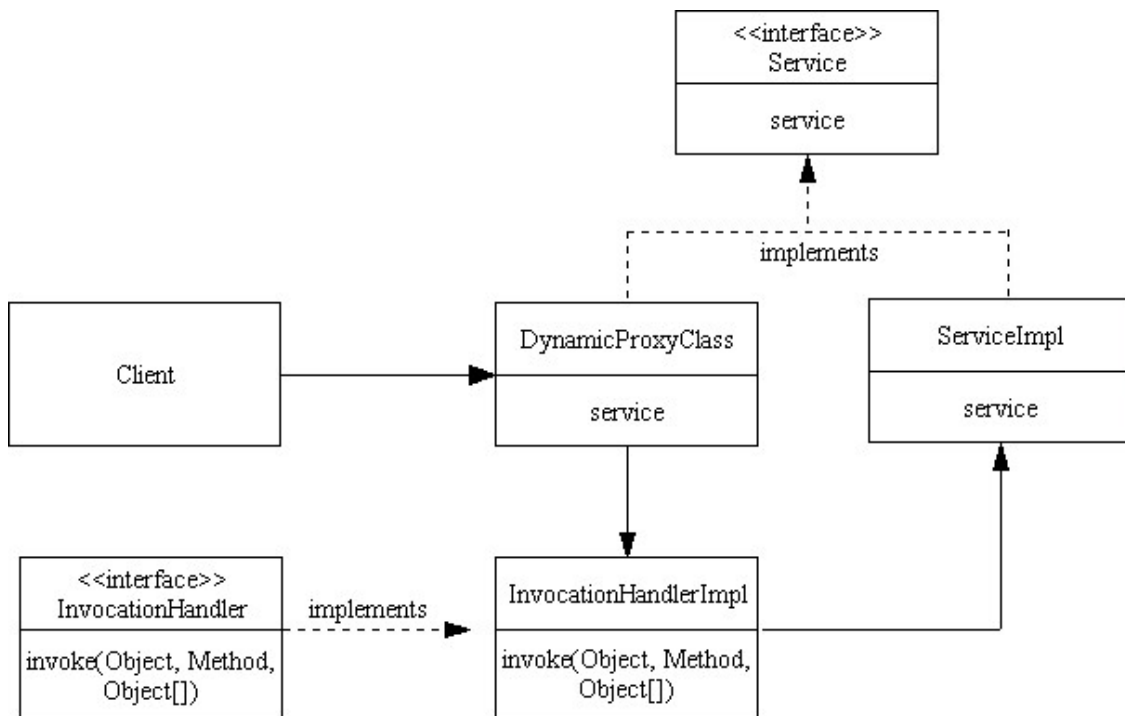 <<interface>>
Service
service
implements
Client
DynamicProxyClass
service
ServiceImpl
service
<<interface>>
InvocationHandler
invoke(Object, Method,
Object[])
implements
InvocationHandlerImpl
invoke(Object, Method,
Object[])